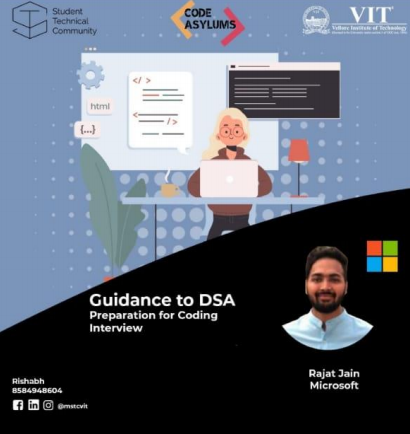 Student
Technical
Community
CODE
ASYLUMS
VIT
Vellore Institute of Technology
</>
html
{...}
< />
Guidance to DSA
Preparation for Coding
Interview
Rajat Jain
Microsoft
Rishabh
8584948604
@mstcvit